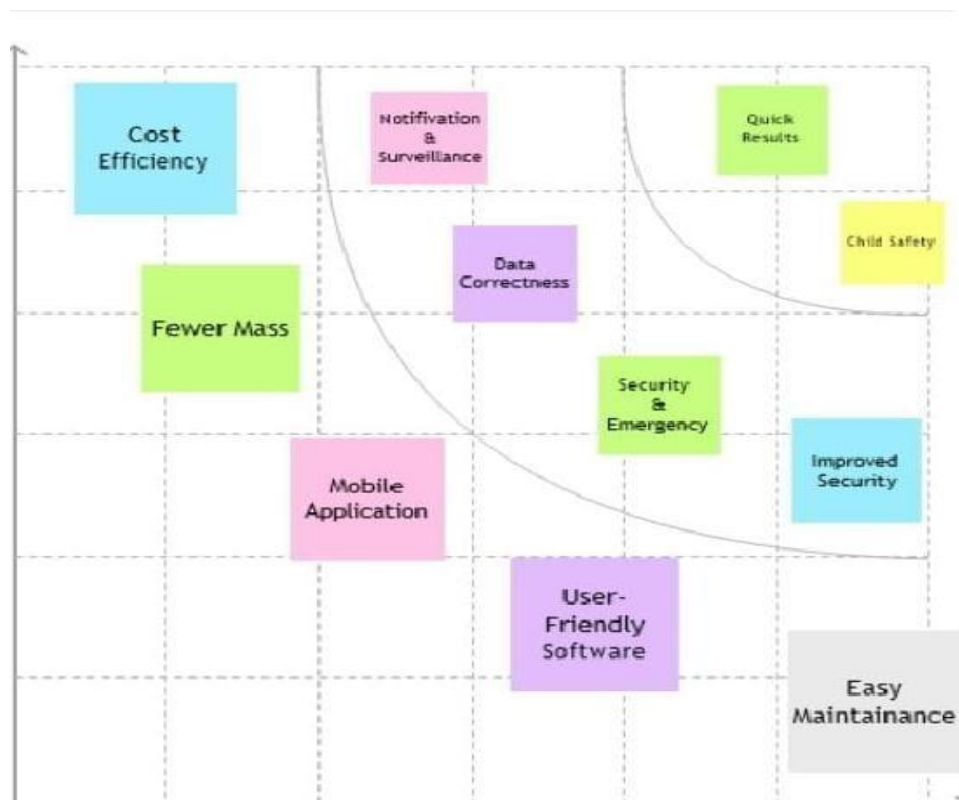 Cost
Efficiency
Notifivation
&
Surveillance
Quick
Results
Child Safety
Data
Correctness
Fewer Mass
Security
&
Emergency
Improved
Security
Mobile
Application
User-
Friendly
Software
Easy
Maintainance